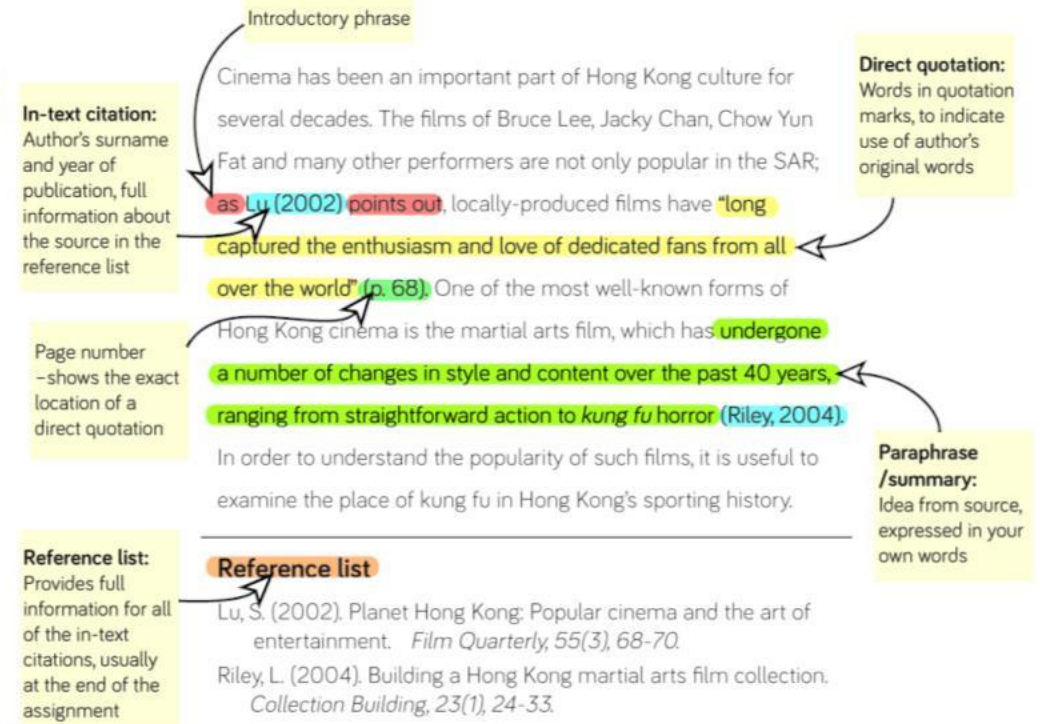 Introductory phrase
In-text citation:
Author's surname
and year of
publication, full
information about
the source in the
reference list
Page number
–shows the exact
location of a
direct quotation
Cinema has been an important part of Hong Kong culture for
several decades. The films of Bruce Lee, Jacky Chan, Chow Yun
Fat and many other performers are not only popular in the SAR;
as Lu (2002) points out, locally-produced films have “long
captured the enthusiasm and love of dedicated fans from all
over the world” (p. 68). One of the most well-known forms of
Hong Kong cinema is the martial arts film, which has undergone
a number of changes in style and content over the past 40 years,
ranging from straightforward action to kung fu horror (Riley, 2004).
In order to understand the popularity of such films, it is useful to
examine the place of kung fu in Hong Kong's sporting history.
Direct quotation:
Words in quotation
marks, to indicate
use of author's
original words
Paraphrase
/summary:
Idea from source,
expressed in your
own words
Reference list:
Provides full
information for all
of the in-text
citations, usually
at the end of the
assignment
Reference list
Lu, S. (2002). Planet Hong Kong: Popular cinema and the art of
entertainment. Film Quarterly, 55(3), 68-70.
Riley, L. (2004). Building a Hong Kong martial arts film collection.
Collection Building, 23(1), 24-33.